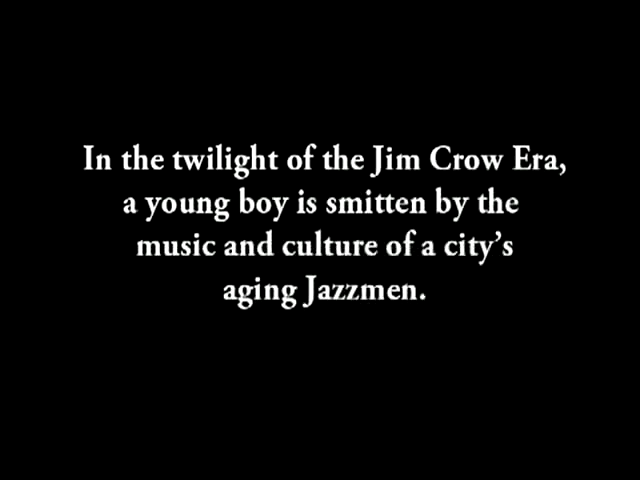 In the twilight of the Jim Crow Era,
a young boy is smitten by the
music and culture of a city’s
aging Jazzmen.